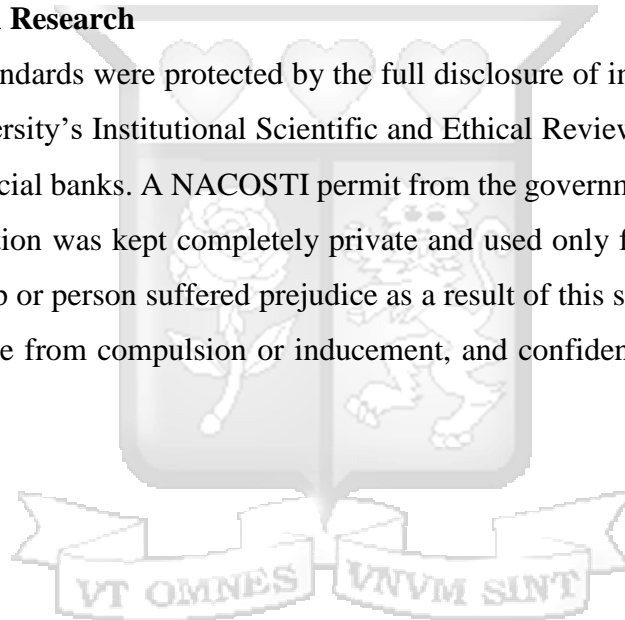 Research
ndards were protected by the full disclosure of in
ersity’s Institutional Scientific and Ethical Review
cial banks. A NACOSTI permit from the governm
tion was kept completely private and used only f
or person suffered prejudice as a result of this s
e from compulsion or inducement, and confiden
VT OMNES VNVM SINT